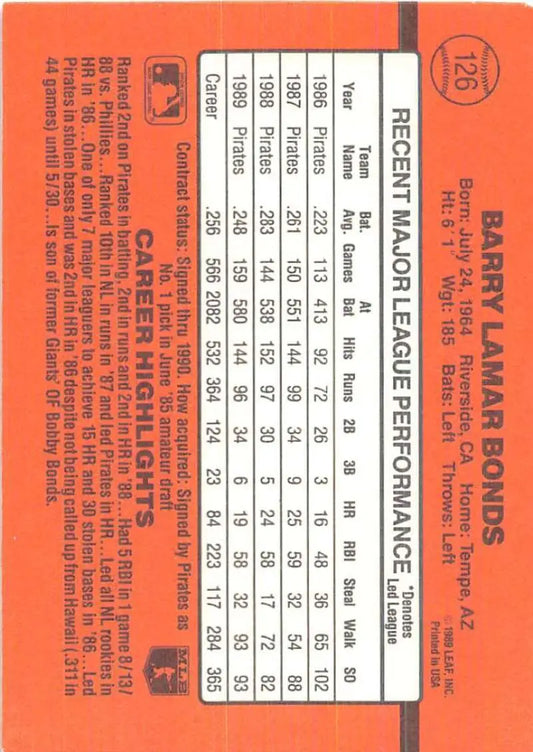 126
BARRY LAMAR BONDS
Born: July 24, 1964 Riverside, CA Home: Tempe, AZ
Ht: 6' 1" Wgt: 185 Bats: Left Throws: Left
© 1989 LEAF, INC.
Printed in USA
RECENT MAJOR LEAGUE PERFORMANCE *Denotes Led League
Year Team Name Bat. Avg. Games At Bat Hits Runs 2B 3B HR RBI Steal Walk SO
1986 Pirates .223 113 413 92 72 26 3 16 48 36 65 102
1987 Pirates .261 150 551 144 99 34 9 25 59 32 54 88
1988 Pirates .283 144 538 152 97 30 5 24 58 17 72 82
1989 Pirates .248 159 580 144 96 34 6 19 58 32 93 93
Career .256 566 2082 532 364 124 23 84 223 117 284 365
Contract status: Signed thru 1990. How acquired: Signed by Pirates as
No. 1 pick in June '85 amateur draft
CAREER HIGHLIGHTS
MLB
Ranked 2nd on Pirates in batting, 2nd in runs and 2nd in HR in '88...Had 5 RBI in 1 game 8/13/
88 vs. Phillies...Ranked 10th in NL in runs in '87 and led Pirates in HR...Led all NL rookies in
HR in '86...One of only 7 major leaguers to achieve 15 HR and 30 stolen bases in '86...Led
Pirates in stolen bases and was 2nd in HR in '86 despite not being called up from Hawaii (.311 in
44 games) until 5/30...Is son of former Giants' OF Bobby Bonds.